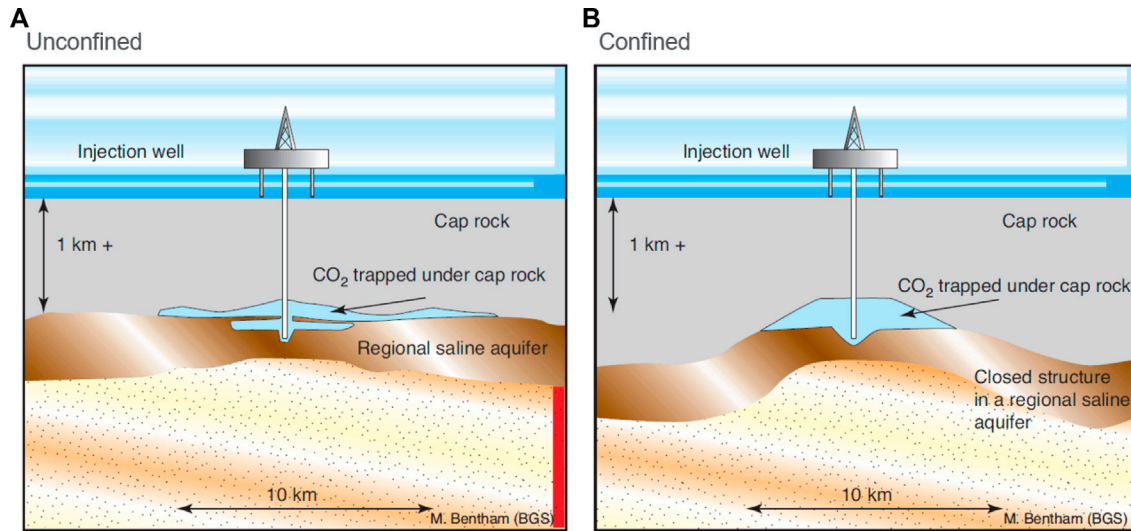 A
Unconfined
Injection well
Cap rock
1 km +
CO₂ trapped under cap rock
Regional saline aquifer
10 km
M. Bentham (BGS)
B
Confined
Injection well
Cap rock
1 km +
CO₂ trapped under cap rock
Closed structure
in a regional saline
aquifer
10 km
M. Bentham (BGS)